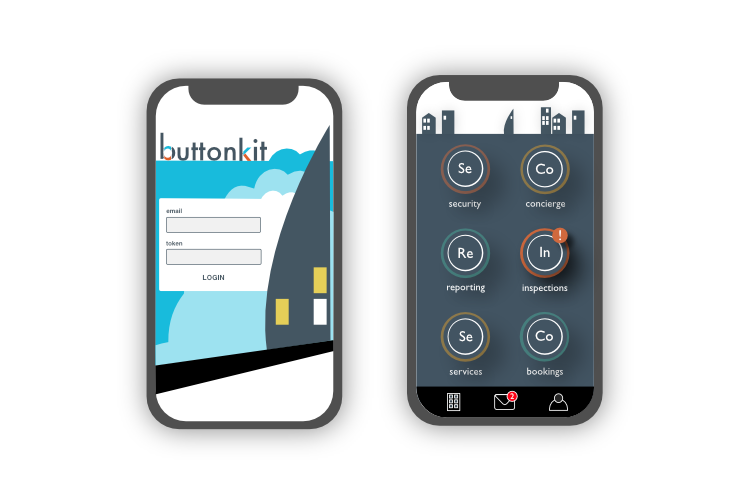 buttonkit
email
token
LOGIN
Se Co
security concierge
Re In !
reporting inspections
Se Co
services bookings
2